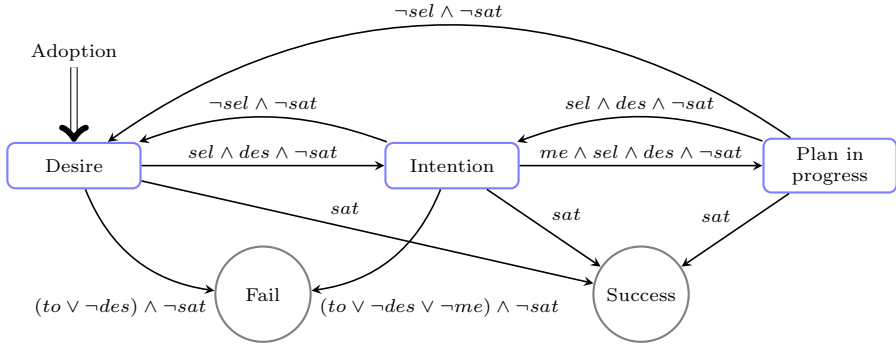 ¬sel ∧ ¬sat
Adoption
¬sel ∧ ¬sat
sel ∧ des ∧ ¬sat
Desire
sel ∧ des ∧ ¬sat
Intention
me ∧ sel ∧ des ∧ ¬sat
Plan in
progress
sat
sat
sat
(to ∨ ¬des) ∧ ¬sat
Fail
(to ∨ ¬des ∨ ¬me) ∧ ¬sat
Success